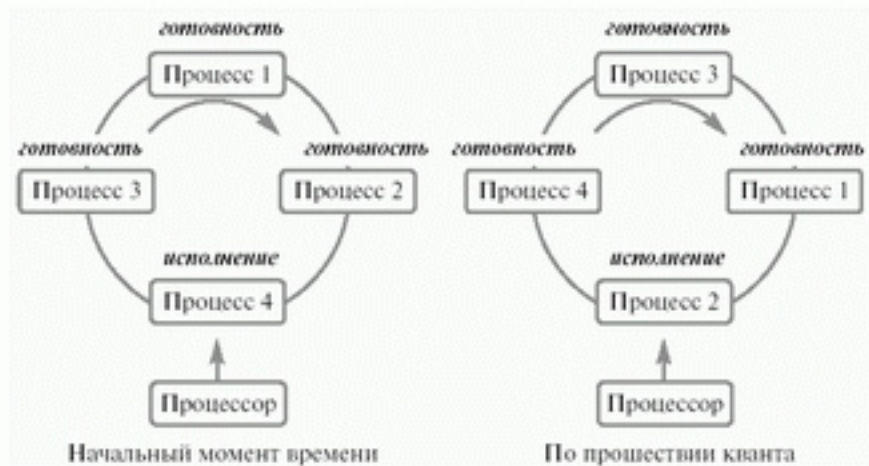 готовность
Процесс 1
готовность
Процесс 3
готовность
Процесс 2
исполнение
Процесс 4
Процессор
Начальный момент времени
готовность
Процесс 3
готовность
Процесс 4
готовность
Процесс 1
исполнение
Процесс 2
Процессор
По прошествии кванта